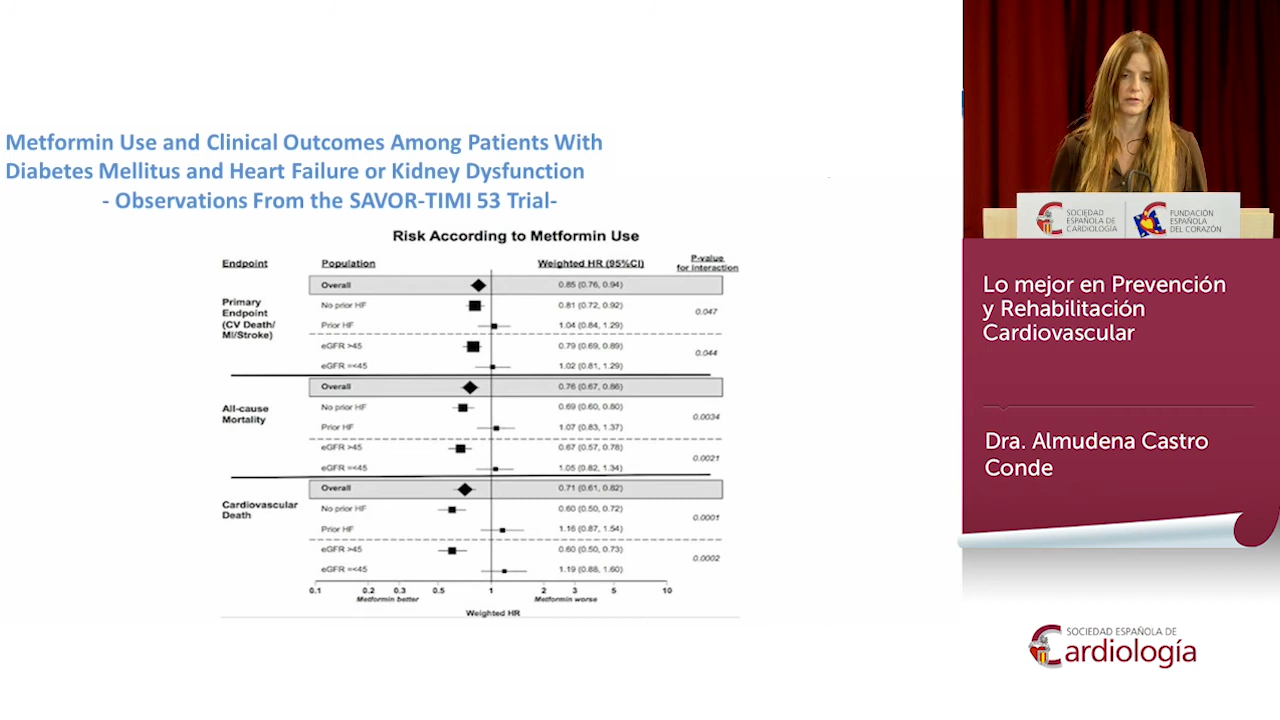 Metformin Use and Clinical Outcomes Among Patients With
Diabetes Mellitus and Heart Failure or Kidney Dysfunction
- Observations From the SAVOR-TIMI 53 Trial-
Risk According to Metformin Use
Endpoint Population Weighted HR (95%CI) P-value
for interaction
Overall 0.85 (0.76, 0.94)
Primary
Endpoint
(CV Death/
MI/Stroke)
No prior HF 0.81 (0.72, 0.92)
0.047
Prior HF 1.04 (0.84, 1.29)
eGFR >45 0.79 (0.69, 0.89)
0.044
eGFR =<45 1.02 (0.81, 1.29)
Overall 0.76 (0.67, 0.86)
All-cause
Mortality
No prior HF 0.69 (0.60, 0.80)
0.0034
Prior HF 1.07 (0.83, 1.37)
eGFR >45 0.67 (0.57, 0.78)
0.0021
eGFR =<45 1.05 (0.82, 1.34)
Overall 0.71 (0.61, 0.82)
Cardiovascular
Death
No prior HF 0.60 (0.50, 0.72)
0.0001
Prior HF 1.16 (0.87, 1.54)
eGFR >45 0.60 (0.50, 0.73)
0.0002
eGFR =<45 1.19 (0.88, 1.60)
0.1 0.2 0.3 0.5 1 2 3 5 10
Metformin better Metformin worse
Weighted HR
SOCIEDAD
ESPAÑOLA DE
CARDIOLOGÍA
FUNDACIÓN
ESPAÑOLA
DEL CORAZÓN
Lo mejor en Prevención
y Rehabilitación
Cardiovascular
Dra. Almudena Castro
Conde
SOCIEDAD ESPAÑOLA DE
Cardiología